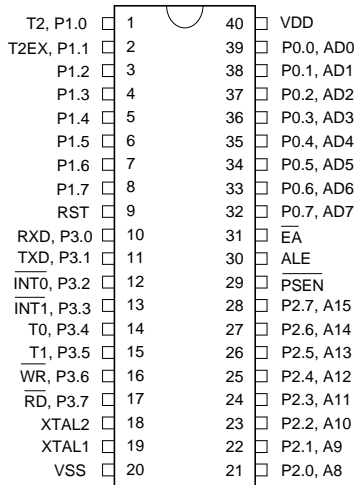 T2, P1.0 1 40 VDD
T2EX, P1.1 2 39 P0.0, AD0
P1.2 3 38 P0.1, AD1
P1.3 4 37 P0.2, AD2
P1.4 5 36 P0.3, AD3
P1.5 6 35 P0.4, AD4
P1.6 7 34 P0.5, AD5
P1.7 8 33 P0.6, AD6
RST 9 32 P0.7, AD7
RXD, P3.0 10 31 EA
TXD, P3.1 11 30 ALE
INT0, P3.2 12 29 PSEN
INT1, P3.3 13 28 P2.7, A15
T0, P3.4 14 27 P2.6, A14
T1, P3.5 15 26 P2.5, A13
WR, P3.6 16 25 P2.4, A12
RD, P3.7 17 24 P2.3, A11
XTAL2 18 23 P2.2, A10
XTAL1 19 22 P2.1, A9
VSS 20 21 P2.0, A8